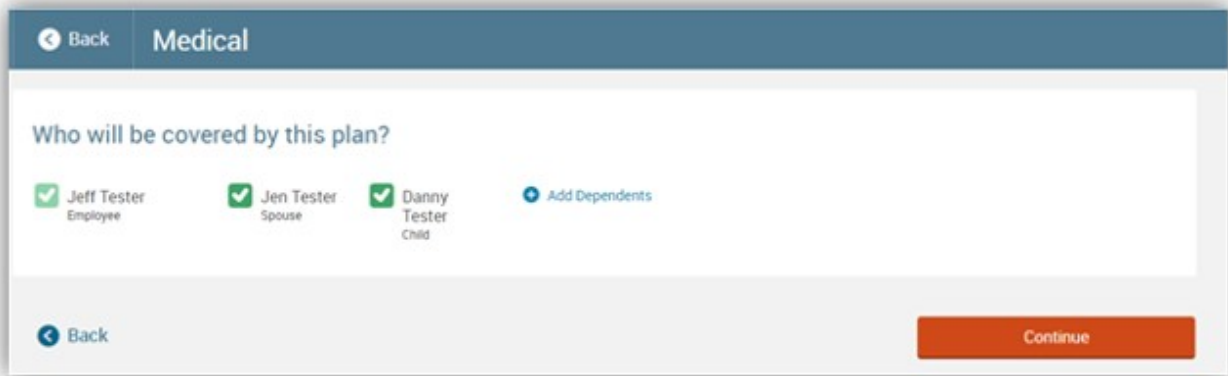 Back
Medical
Who will be covered by this plan?
Jeff Tester
Employee
Jen Tester
Spouse
Danny
Tester
Child
Add Dependents
Back
Continue